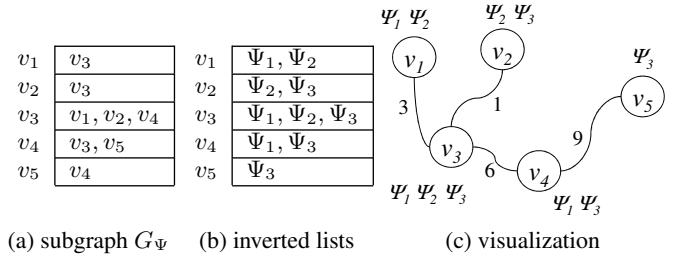 v1 v3
v2 v3
v3 v1, v2, v4
v4 v3, v5
v5 v4
(a) subgraph GΨ
v1 Ψ1, Ψ2
v2 Ψ2, Ψ3
v3 Ψ1, Ψ2, Ψ3
v4 Ψ1, Ψ3
v5 Ψ3
(b) inverted lists
Ψ1 Ψ2
v1
Ψ2 Ψ3
v2
Ψ3
v5
3
1
9
v3
6
v4
Ψ1 Ψ2 Ψ3
Ψ1 Ψ3
(c) visualization